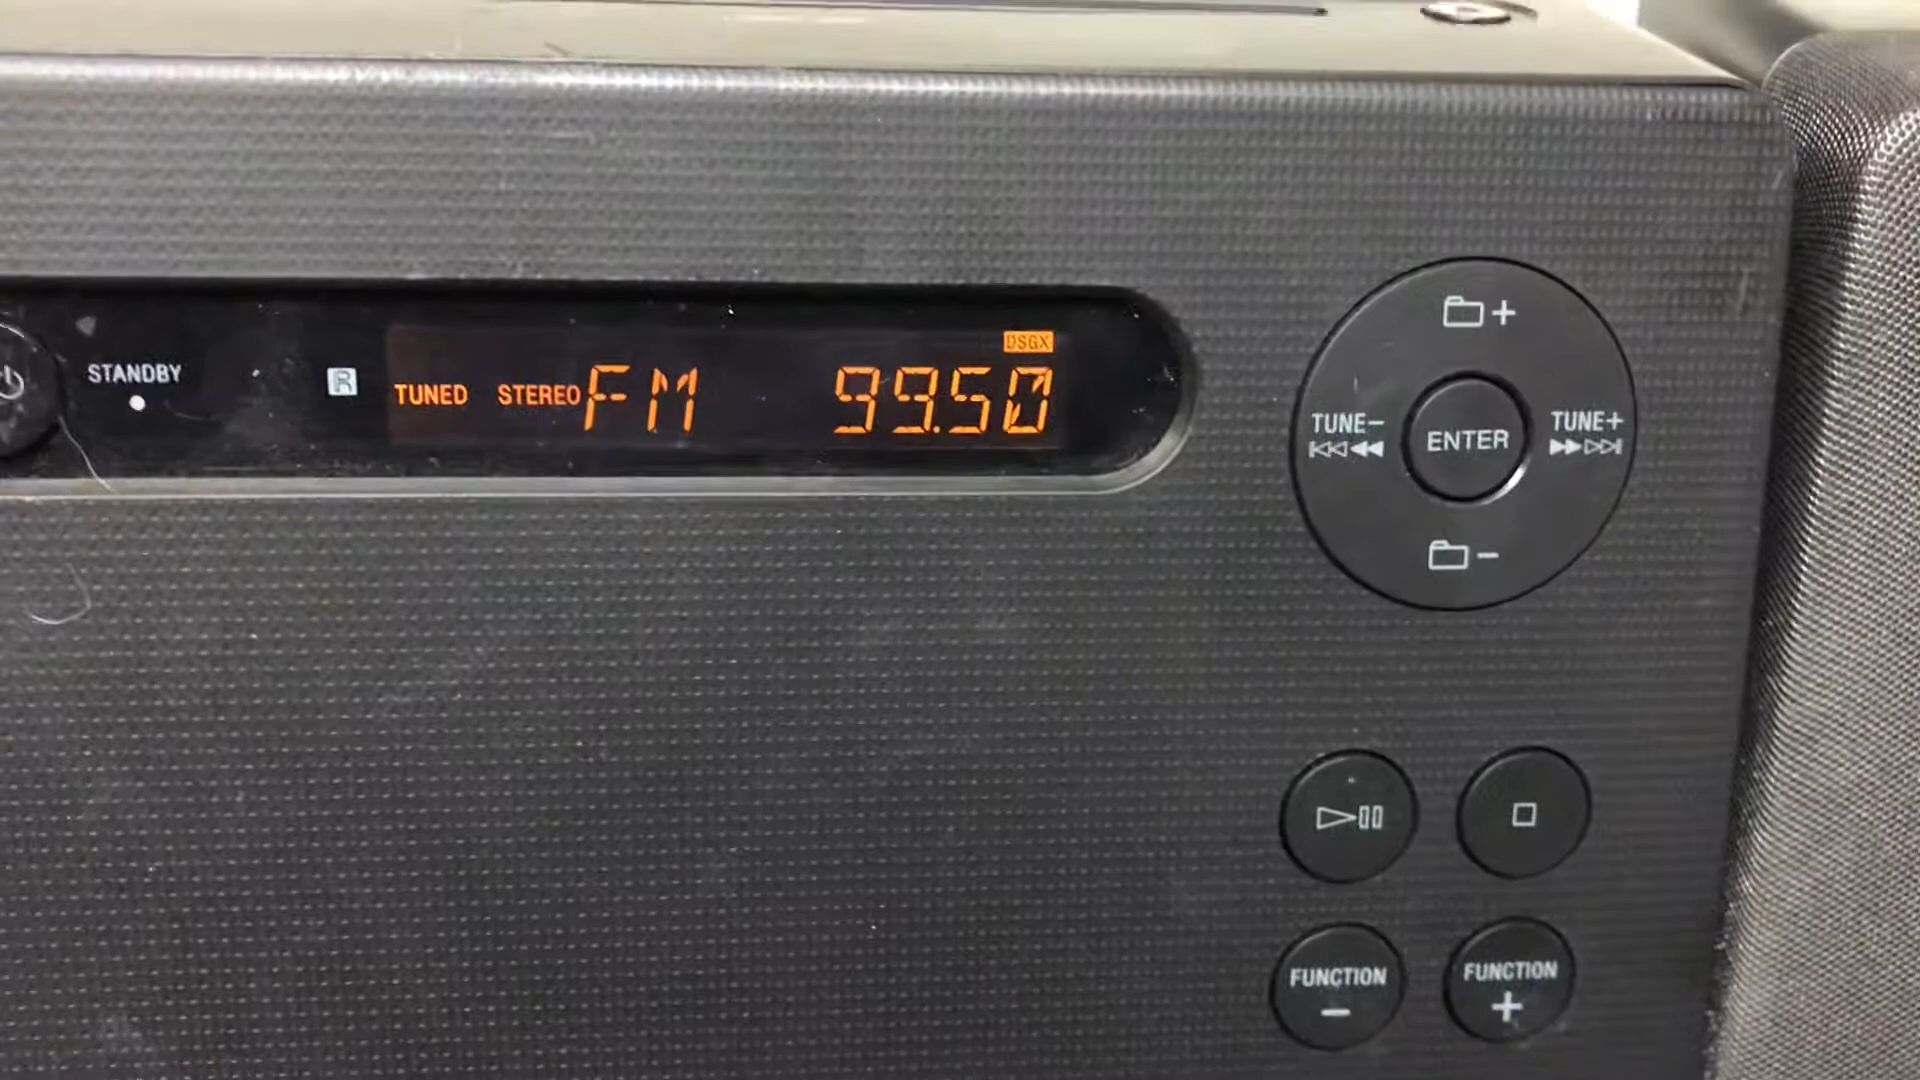 DSGX
STANDBY
R
TUNED STEREO FM 99.50
+
TUNE-
ENTER
TUNE+
-
FUNCTION
-
FUNCTION
+